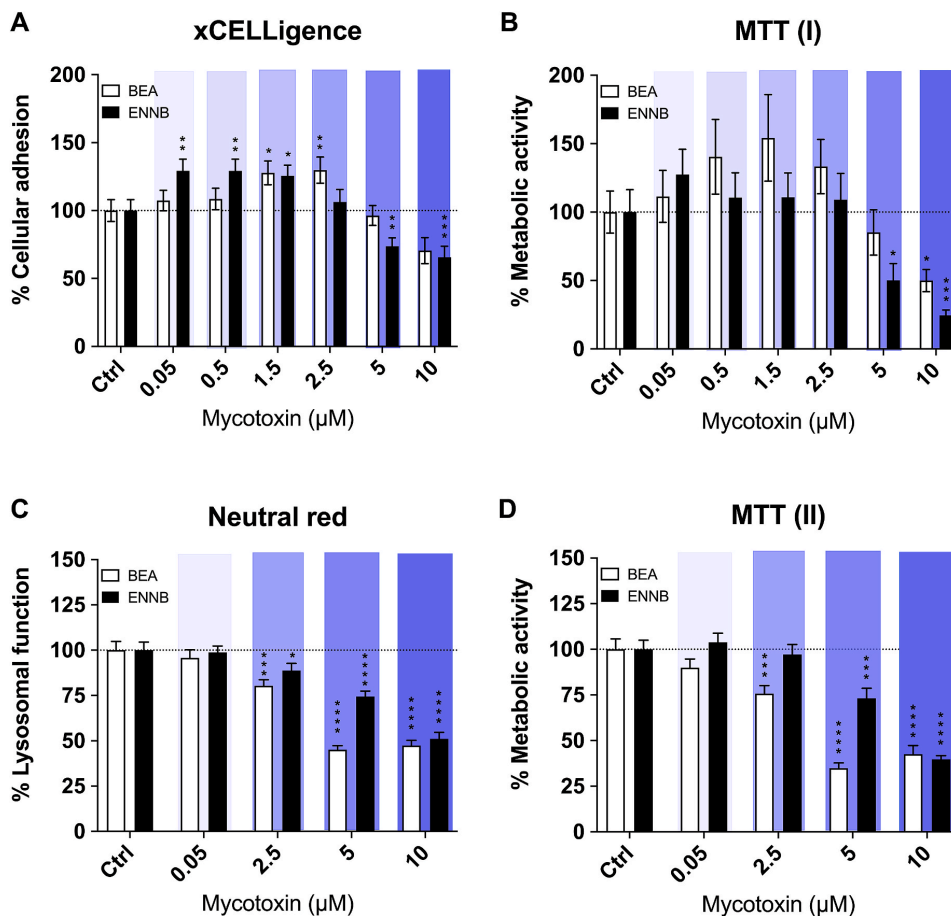 A
xCELLigence
% Cellular adhesion
200
150
100
50
0
BEA
ENNB
**
**
*
*
**
**
***
Ctrl
0.05
0.5
1.5
2.5
5
10
Mycotoxin (µM)
B
MTT (I)
% Metabolic activity
200
150
100
50
0
BEA
ENNB
*
*
***
Ctrl
0.05
0.5
1.5
2.5
5
10
Mycotoxin (µM)
C
Neutral red
% Lysosomal function
150
125
100
75
50
25
0
BEA
ENNB
***
*
****
****
****
****
Ctrl
0.05
2.5
5
10
Mycotoxin (µM)
D
MTT (II)
% Metabolic activity
150
125
100
75
50
25
0
BEA
ENNB
***
****
***
****
****
Ctrl
0.05
2.5
5
10
Mycotoxin (µM)